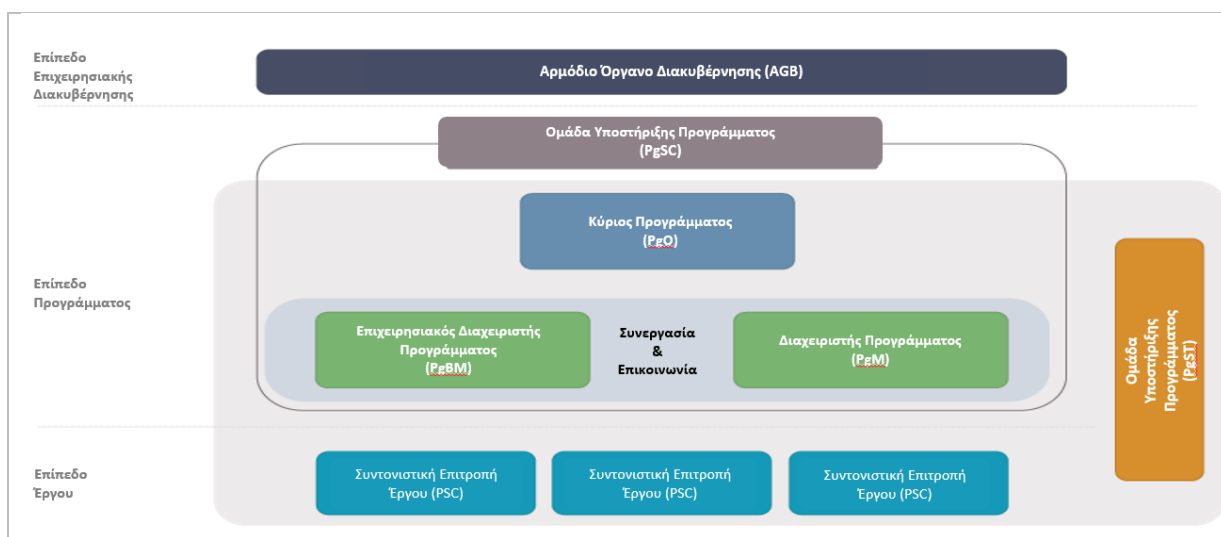 Επίπεδο
Επιχειρησιακής
Διακυβέρνησης
Αρμόδιο Όργανο Διακυβέρνησης (AGB)
Ομάδα Υποστήριξης Προγράμματος
(PgSC)
Κύριος Προγράμματος
(PgO)
Επίπεδο
Προγράμματος
Επιχειρησιακός Διαχειριστής
Προγράμματος
(PgBM)
Συνεργασία
&
Επικοινωνία
Διαχειριστής Προγράμματος
(PgM)
Ομάδα
Υποστήριξης
Προγράμματος
(PgST)
Επίπεδο
Έργου
Συντονιστική Επιτροπή
Έργου (PSC)
Συντονιστική Επιτροπή
Έργου (PSC)
Συντονιστική Επιτροπή
Έργου (PSC)